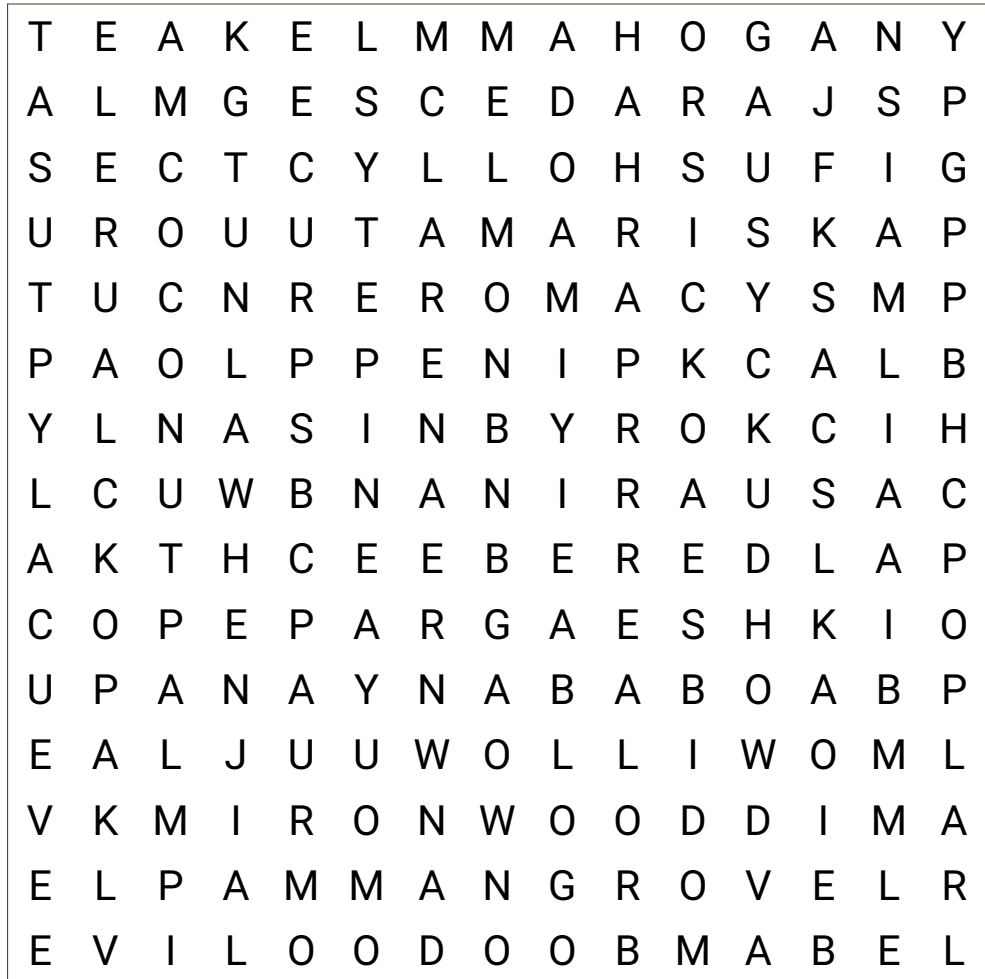 T E A K E L M M A H O G A N Y
A L M G E S C E D A R A J S P
S E C T C Y L L O H S U F I G
U R O U U T A M A R I S K A P
T U C N R E R O M A C Y S M P
P A O L P P E N I P K C A L B
Y L N A S I N B Y R O K C I H
L C U W B N A N I R A U S A C
A K T H C E E B E R E D L A P
C O P E P A R G A E S H K I O
U P A N A Y N A B A B O A B P
E A L J U U W O L L I W O M L
V K M I R O N W O O D D I M A
E L P A M M A N G R O V E L R
E V I L O O D O O B M A B E L